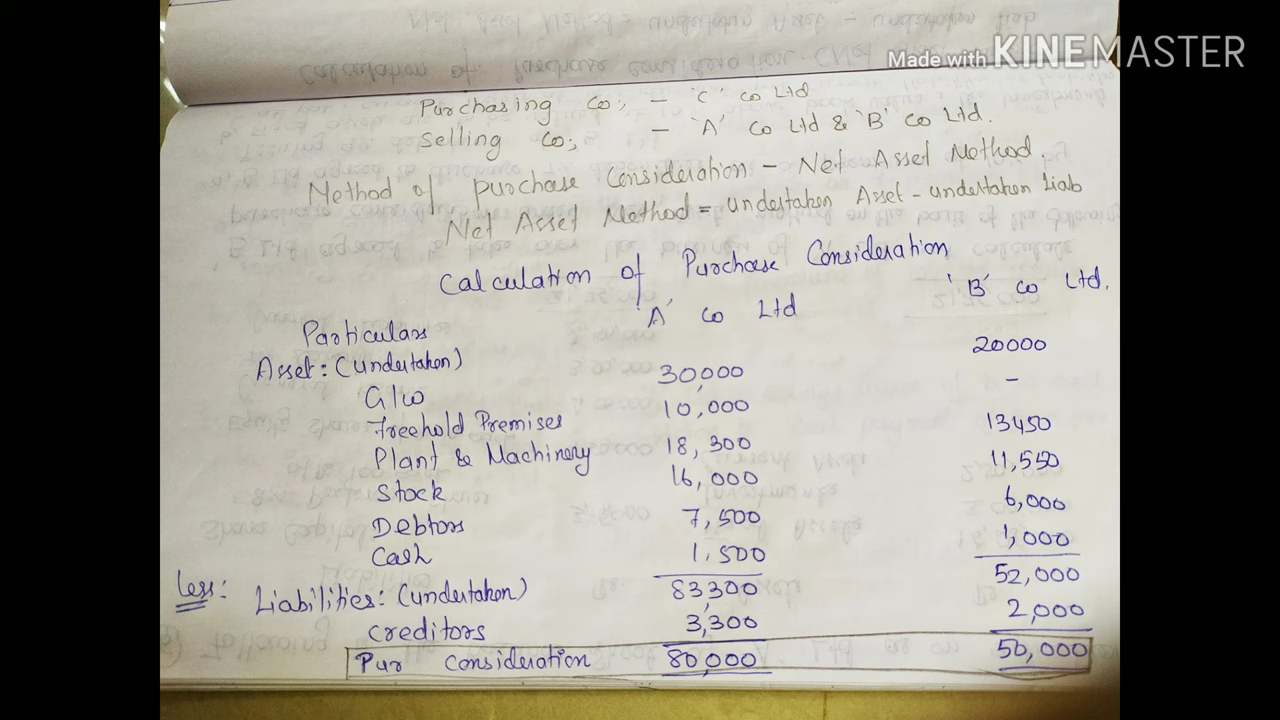 Made with KINEMASTER
Purchasing Co; - 'C' Co Ltd
Selling Co; - 'A' Co Ltd & 'B' Co Ltd.
Method of purchase Consideration - Net Asset Method
Net Asset Method = undertaken Asset - undertaken Liab
Calculation of Purchase Consideration
Particulars 'A' Co Ltd 'B' Co Ltd.
Asset: (undertaken)
G/w 30,000 20000
Freehold Premises 10,000 -
Plant & Machinery 18,300 13450
Stock 16,000 11,550
Debtors 7,500 6,000
Cash 1,500 1,000
83,300 52,000
Less: Liabilities: (undertaken)
Creditors 3,300 2,000
Pur consideration 80,000 50,000